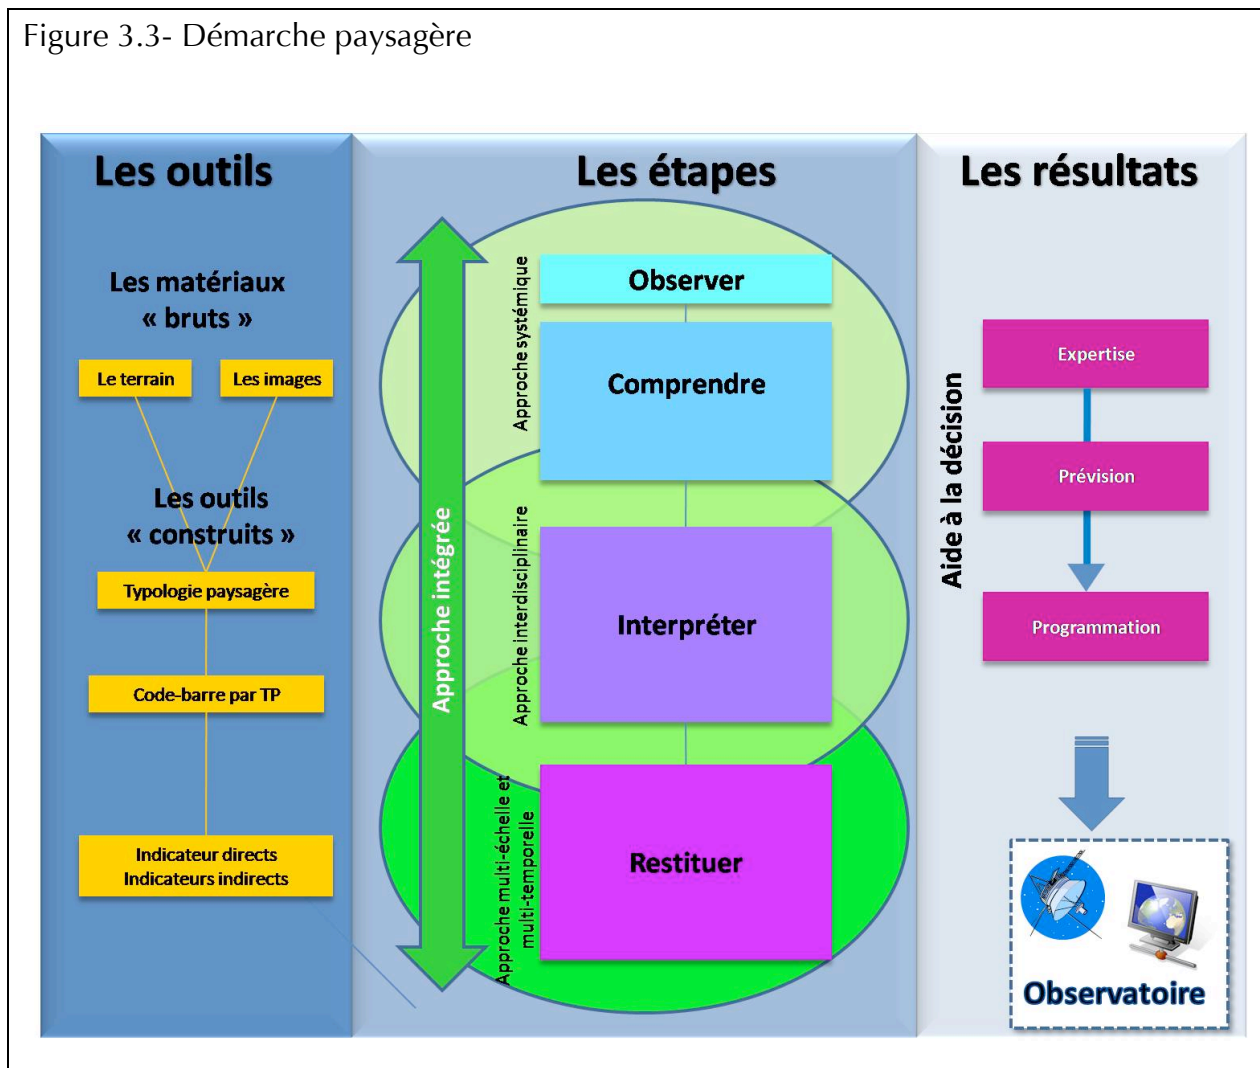 Figure 3.3- Démarche paysagère
Les outils
Les matériaux
« bruts »
Le terrain
Les images
Les outils
« construits »
Typologie paysagère
Code-barre par TP
Indicateur directs
Indicateurs indirects
Les étapes
Approche intégrée
Approche systémique
Observer
Comprendre
Approche interdisciplinaire
Interpréter
Approche multi-échelle et
multi-temporelle
Restituer
Les résultats
Aide à la décision
Expertise
Prévision
Programmation
Observatoire